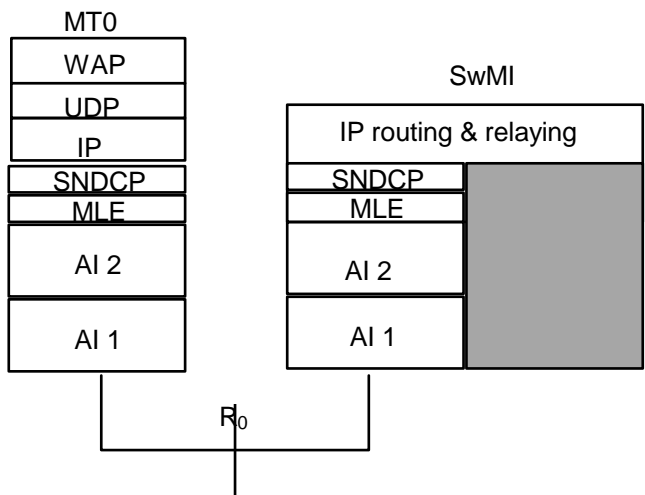 MT0
WAP
UDP
IP
SNDCP
MLE
AI 2
AI 1
SwMI
IP routing & relaying
SNDCP
MLE
AI 2
AI 1
R₀